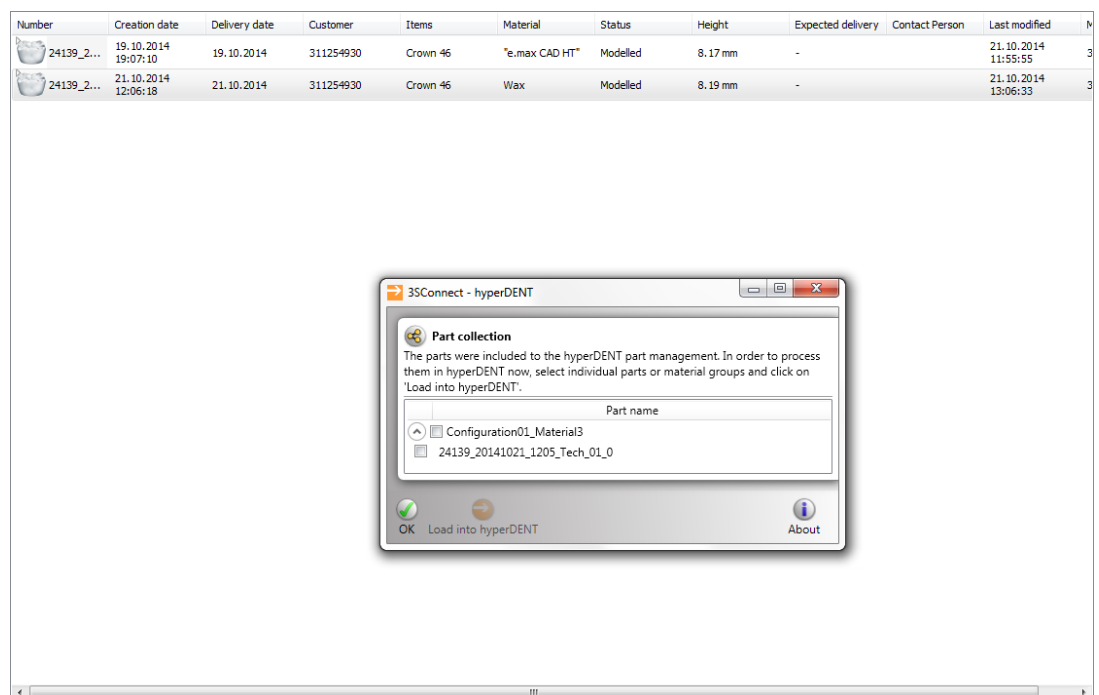 Number Creation date Delivery date Customer Items Material Status Height Expected delivery Contact Person Last modified
24139_2... 19.10.2014 19:07:10 19.10.2014 311254930 Crown 46 "e.max CAD HT" Modelled 8.17 mm - 21.10.2014 11:55:55
24139_2... 21.10.2014 12:06:18 21.10.2014 311254930 Crown 46 Wax Modelled 8.19 mm - 21.10.2014 13:06:33
3SConnect - hyperDENT
Part collection
The parts were included to the hyperDENT part management. In order to process
them in hyperDENT now, select individual parts or material groups and click on
'Load into hyperDENT'.
Part name
Configuration01_Material3
24139_20141021_1205_Tech_01_0
OK Load into hyperDENT About